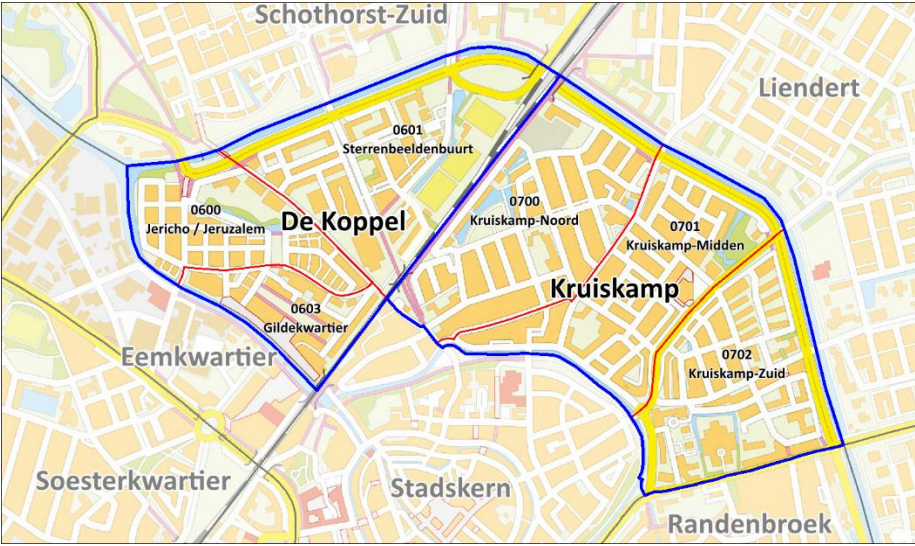 Schothorst-Zuid
Liendert
0601
Sterrenbeeldenbuurt
0600
Jericho / Jeruzalem
De Koppel
0700
Kruiskamp-Noord
0701
Kruiskamp-Midden
Kruiskamp
0603
Gildekwartier
Eemkwartier
0702
Kruiskamp-Zuid
Soesterkwartier
Stadskern
Randenbroek